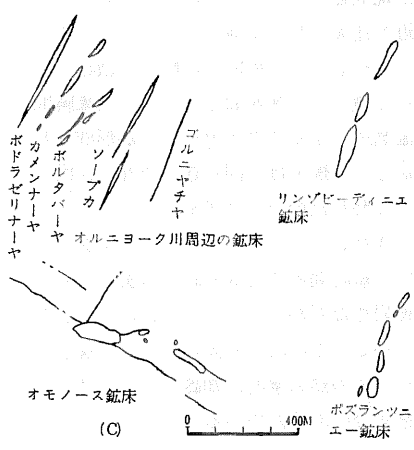 ポドラゼリナーヤ
カメンナーヤ
ポルタバーヤ
ソープカ
ゴルニヤチヤ
オルニヨーク川周辺の鉱床
リンゾビーディニエ
鉱床
オモノース鉱床
(C)
0 400M
ボズランツニ
エー鉱床